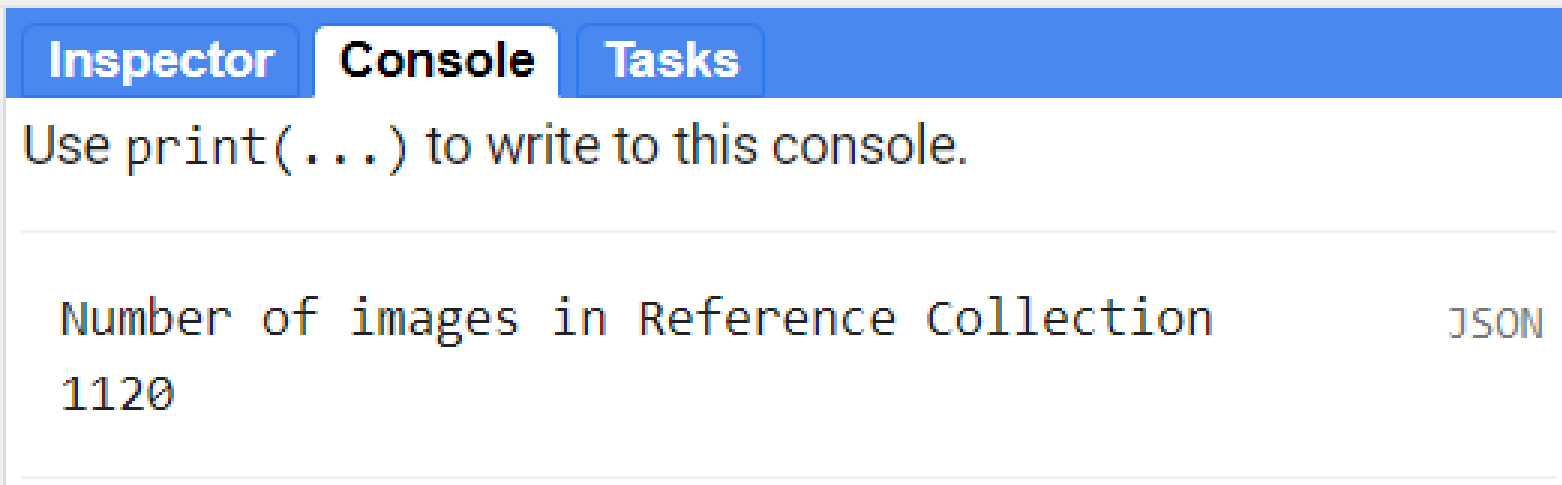 Inspector Console Tasks
Use print(...) to write to this console.
Number of images in Reference Collection JSON
1120